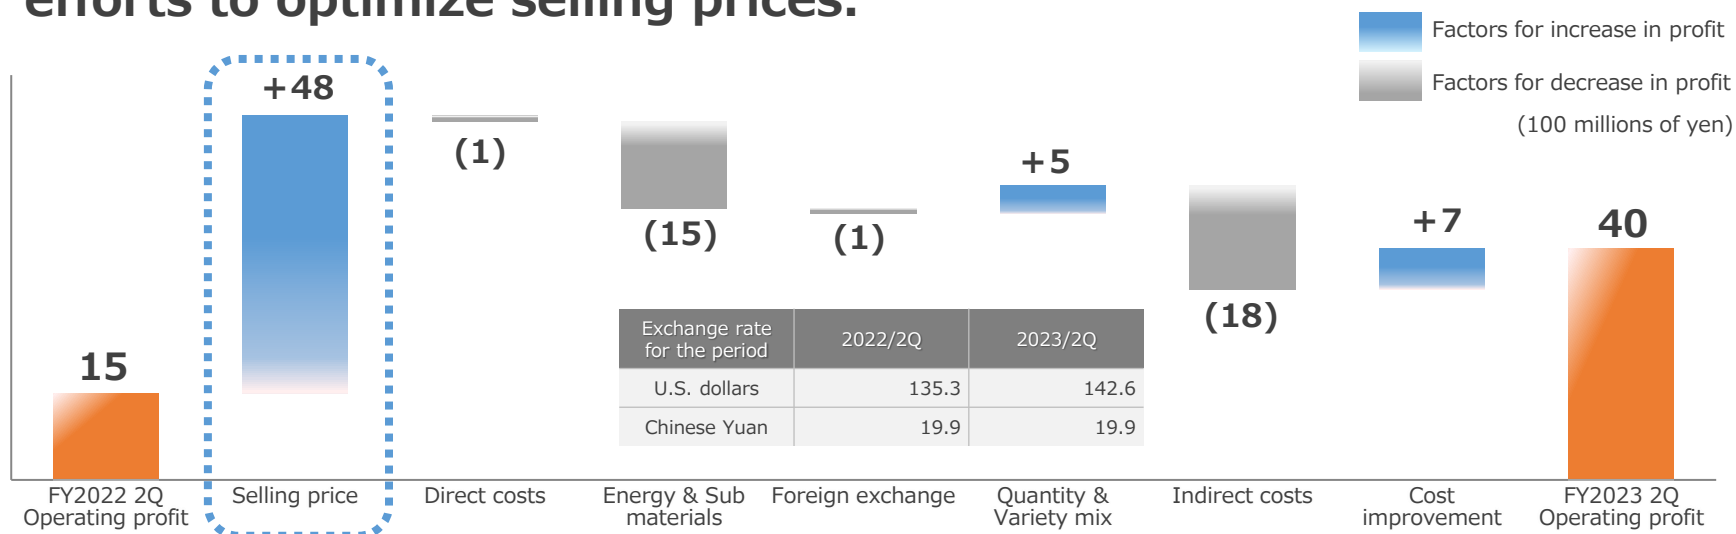 efforts to optimize selling prices.
Factors for increase in profit
Factors for decrease in profit
(100 millions of yen)
+48
(1)
(15)
(1)
+5
(18)
+7
40
15
Exchange rate
for the period
2022/2Q
2023/2Q
U.S. dollars
135.3
142.6
Chinese Yuan
19.9
19.9
FY2022 2Q
Operating profit
Selling price
Direct costs
Energy & Sub
materials
Foreign exchange
Quantity &
Variety mix
Indirect costs
Cost
improvement
FY2023 2Q
Operating profit